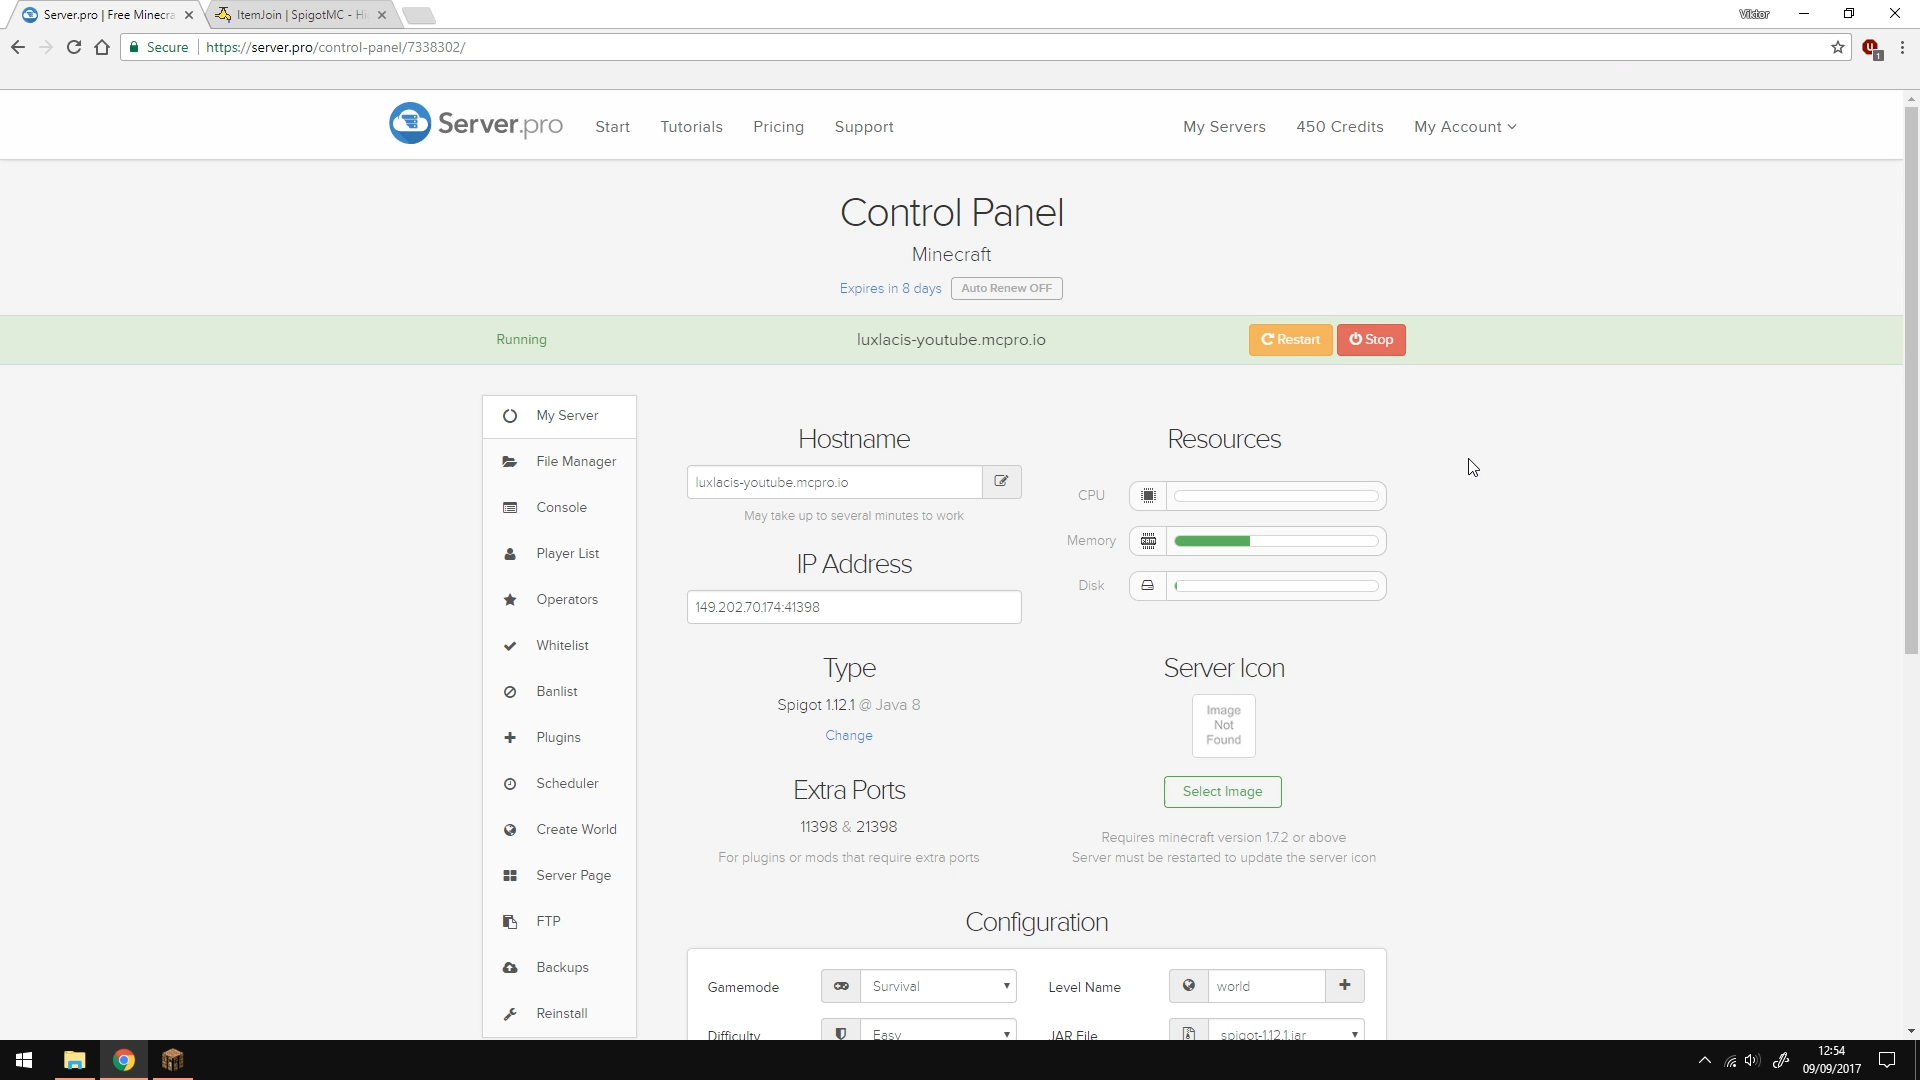 Server.pro | Free Minecra
ItemJoin | SpigotMC - Hi
Viktor
Secure
https://server.pro/control-panel/7338302/
1
Server.pro
Start
Tutorials
Pricing
Support
My Servers
450 Credits
My Account
Control Panel
Minecraft
Expires in 8 days
Auto Renew OFF
Running
luxlacis-youtube.mcpro.io
Restart
Stop
My Server
File Manager
Console
Player List
Operators
Whitelist
Banlist
Plugins
Scheduler
Create World
Server Page
FTP
Backups
Reinstall
Hostname
luxlacis-youtube.mcpro.io
May take up to several minutes to work
IP Address
149.202.70.174:41398
Type
Spigot 1.12.1 @ Java 8
Change
Extra Ports
11398 & 21398
For plugins or mods that require extra ports
Resources
CPU
Memory
RAM
Disk
Server Icon
Image
Not
Found
Select Image
Requires minecraft version 1.7.2 or above
Server must be restarted to update the server icon
Configuration
Gamemode
Survival
Level Name
world
Difficulty
Easy
JAR File
spigot-1.12.1.jar
12:54
09/09/2017